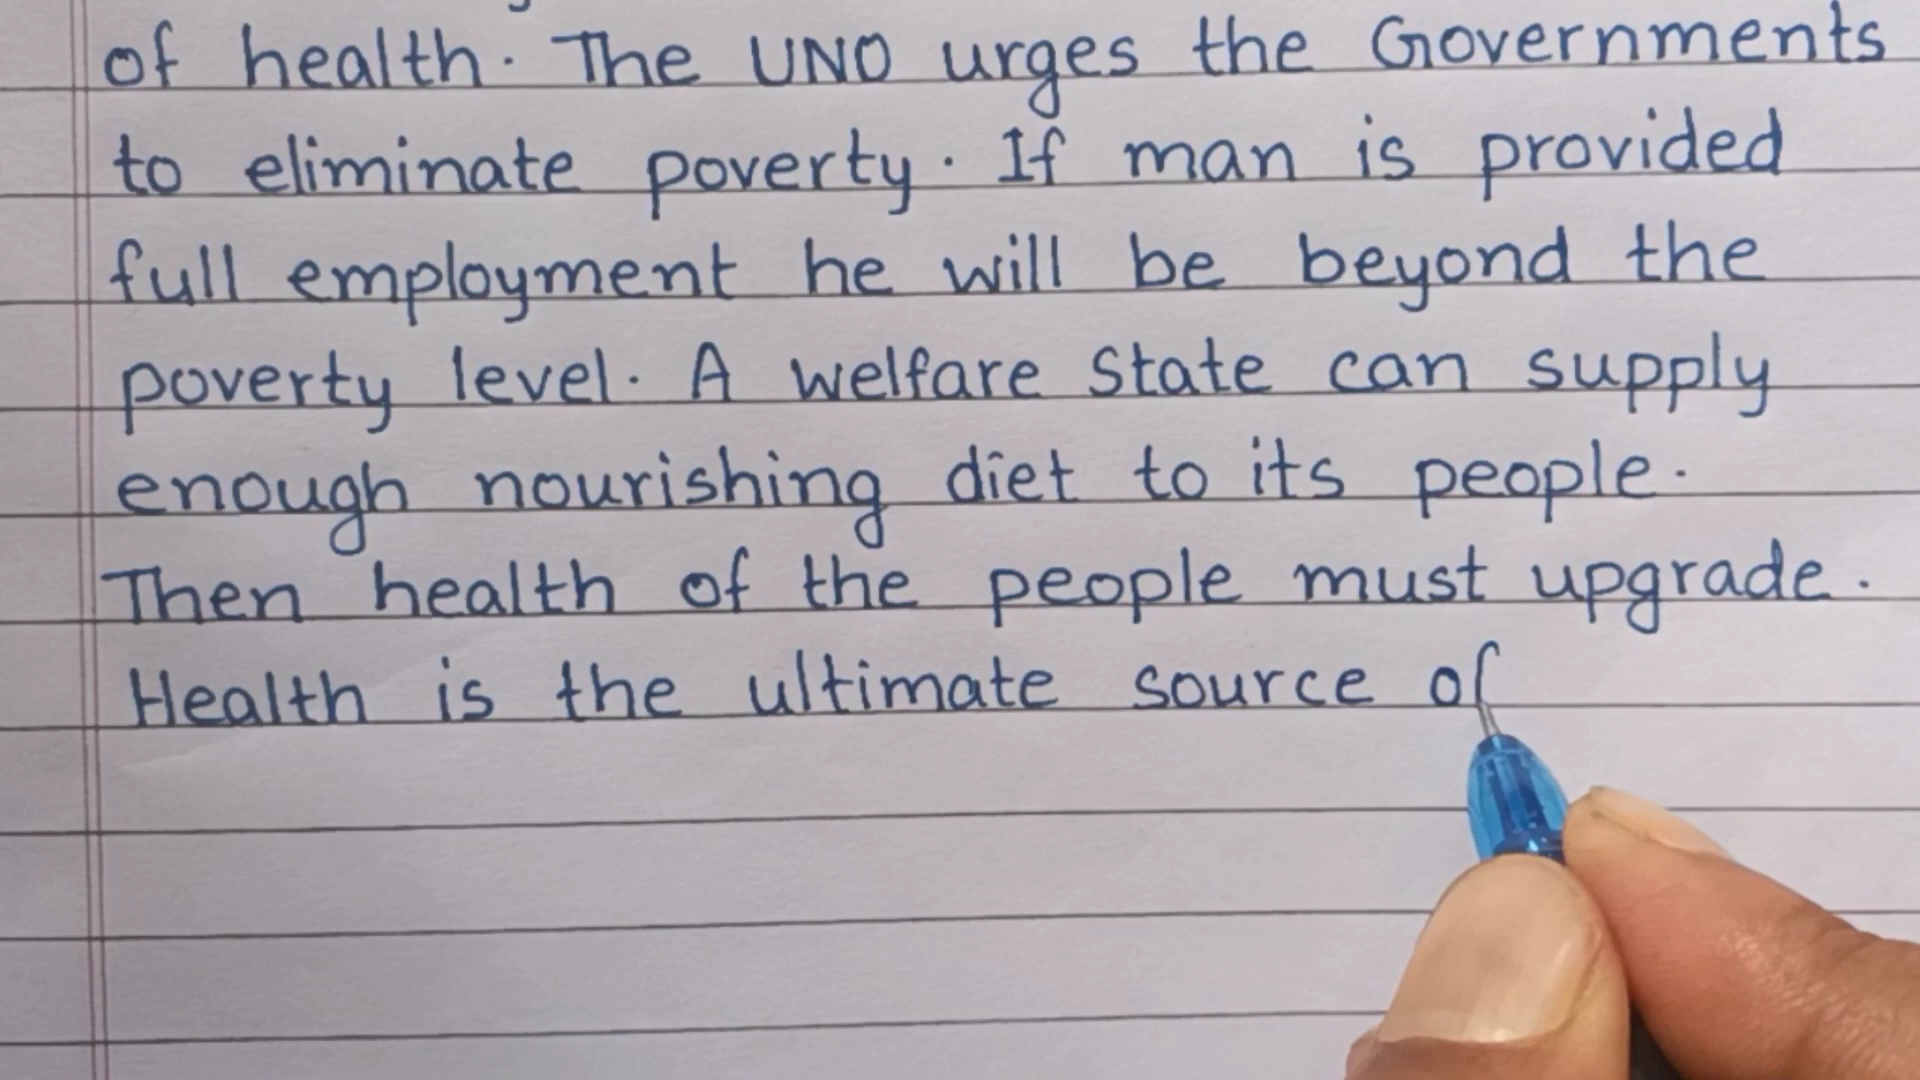 of health. The UNO urges the Governments
to eliminate poverty. If man is provided
full employment he will be beyond the
poverty level. A welfare State can supply
enough nourishing diet to its people.
Then health of the people must upgrade.
Health is the ultimate source of